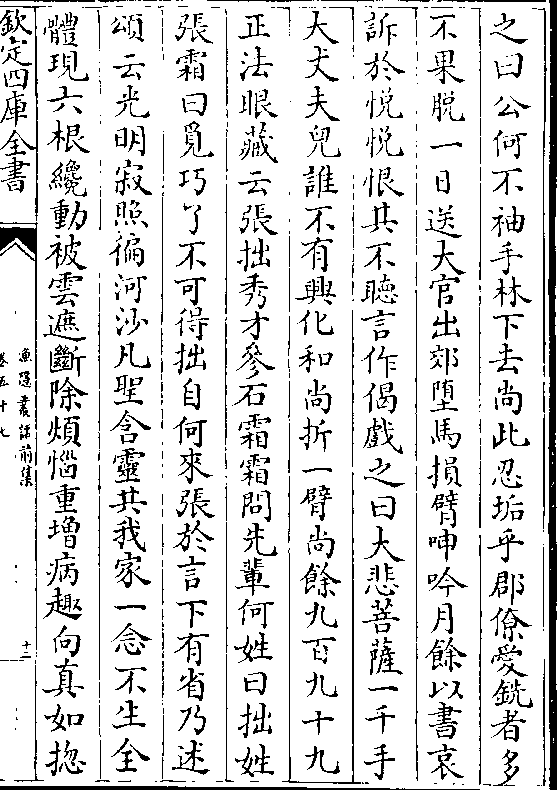 之曰公何不袖手林下去尚此忍垢乎郡僚愛銑者多
不果脱一日送大官出郊堕馬損臂呻吟月餘以書哀
訴於悦悦恨其不聽言作偈戲之曰大悲菩薩一千手
大丈夫兒誰不有興化和尚折一臂尚餘九百九十九
正法眼藏云張拙秀才參石霜霜問先輩何姓曰拙姓
張霜曰覓巧了不可得拙自何來張於言下有省乃述
頌云光明寂照徧河沙凡聖含靈共我家一念不生全
體現六根纔動被雲遮斷除煩惱重増病趣向真如揔
欽定四庫全書
漁隱叢話前集
卷五十七
十二